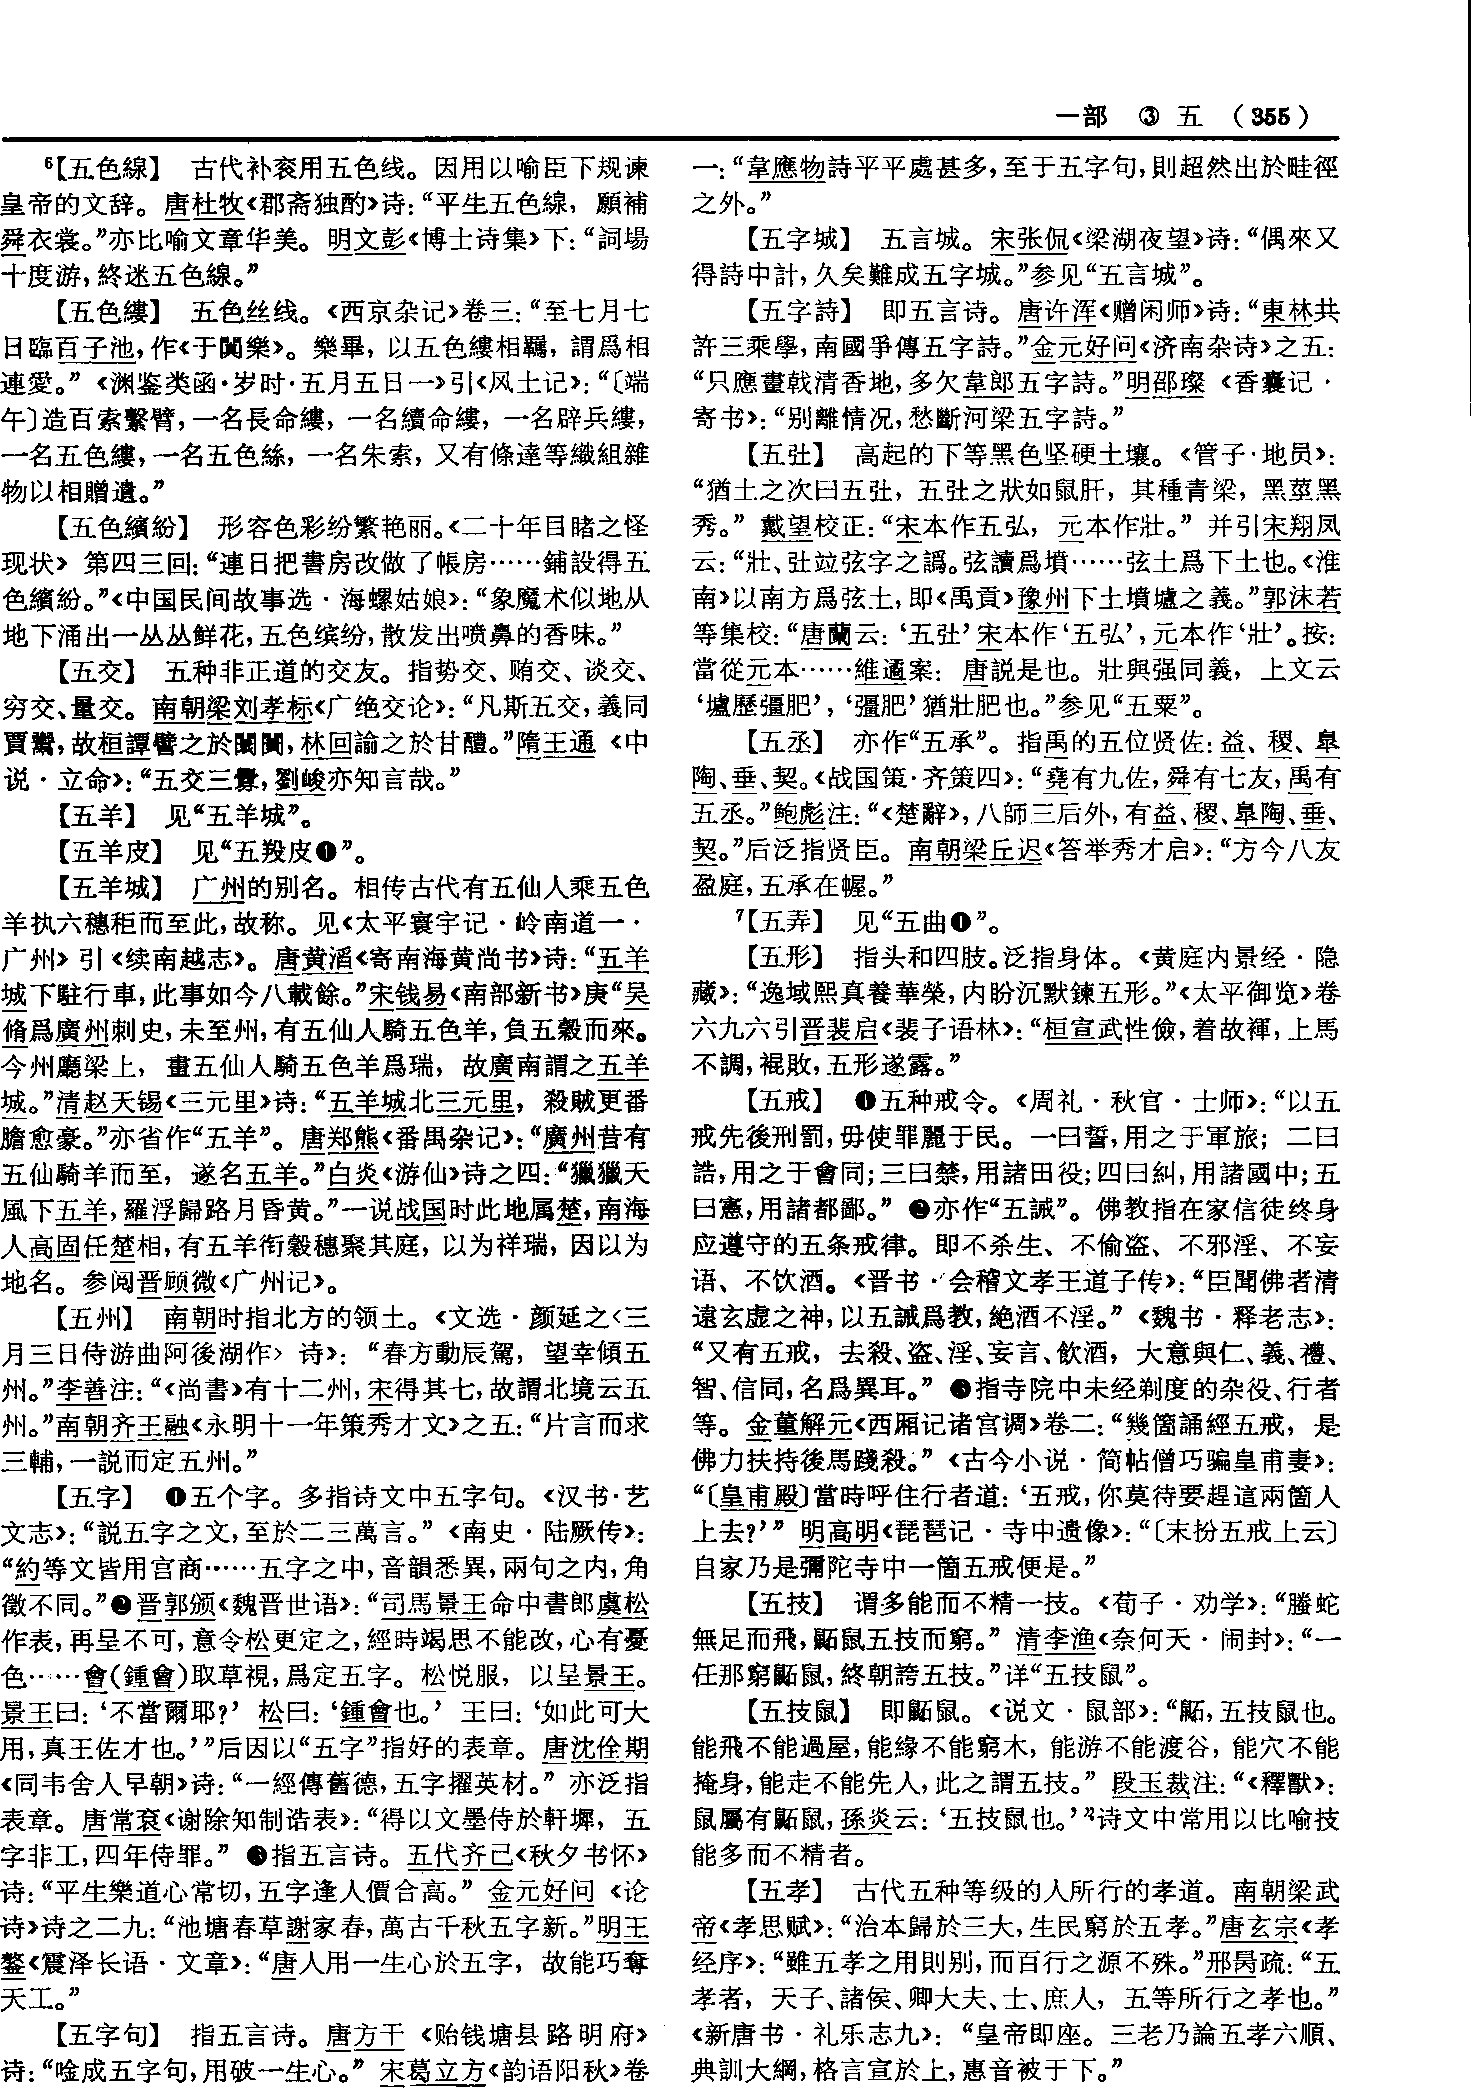 一部 ③ 五 （355）
⁶【五色線】 古代补衮用五色线。因用以喻臣下规谏
皇帝的文辞。唐杜牧《郡斋独酌》诗：“平生五色線，願補
舜衣裳。”亦比喻文章华美。明文彭《博士诗集》下：“詞場
十度游，終迷五色線。”
【五色縷】 五色丝线。《西京杂记》卷三：“至七月七
日臨百子池，作《于闐樂》。樂畢，以五色縷相羈，謂爲相
連愛。”《渊鉴类函·岁时·五月五日一》引《风土记》：“〔端
午〕造百索繫臂，一名長命縷，一名續命縷，一名辟兵縷，
一名五色縷，一名五色絲，一名朱索，又有條達等織組雜
物以相贈遺。”
【五色繽紛】 形容色彩纷繁艳丽。《二十年目睹之怪
现状》第四三回：“連日把書房改做了帳房……鋪設得五
色繽紛。”《中国民间故事选·海螺姑娘》：“象魔术似地从
地下涌出一丛丛鲜花，五色缤纷，散发出喷鼻的香味。”
【五交】 五种非正道的交友。指势交、贿交、谈交、
穷交、量交。南朝梁刘孝标《广绝交论》：“凡斯五交，義同
賈鬻，故桓譚譬之於闤闠，林回諭之於甘醴。”隋王通《中
说·立命》：“五交三釁，劉峻亦知言哉。”
【五羊】 见“五羊城”。
【五羊皮】 见“五羖皮❶”。
【五羊城】 广州的别名。相传古代有五仙人乘五色
羊执六穗秬而至此，故称。见《太平寰宇记·岭南道一·
广州》引《续南越志》。唐黄滔《寄南海黄尚书》诗：“五羊
城下駐行車，此事如今八載餘。”宋钱易《南部新书》庚“吴
脩爲廣州刺史，未至州，有五仙人騎五色羊，負五穀而來。
今州廳梁上，畫五仙人騎五色羊爲瑞，故廣南謂之五羊
城。”清赵天锡《三元里》诗：“五羊城北三元里，殺賊更番
膽愈豪。”亦省作“五羊”。唐郑熊《番禺杂记》：“廣州昔有
五仙騎羊而至，遂名五羊。”白炎《游仙》诗之四：“獵獵天
風下五羊，羅浮歸路月昏黄。”一说战国时此地属楚，南海
人高固任楚相，有五羊衔穀穗聚其庭，以为祥瑞，因以为
地名。参阅晋顾微《广州记》。
【五州】 南朝时指北方的领土。《文选·颜延之〈三
月三日侍游曲阿後湖作〉诗》：“春方動辰駕，望幸傾五
州。”李善注：“《尚書》有十二州，宋得其七，故謂北境云五
州。”南朝齐王融《永明十一年策秀才文》之五：“片言而求
三輔，一説而定五州。”
【五字】 ❶五个字。多指诗文中五字句。《汉书·艺
文志》：“説五字之文，至於二三萬言。”《南史·陆厥传》：
“約等文皆用宫商……五字之中，音韻悉異，兩句之内，角
徵不同。”❷晋郭颁《魏晋世语》：“司馬景王命中書郎虞松
作表，再呈不可，意令松更定之，經時竭思不能改，心有憂
色……會（鍾會）取草視，爲定五字。松悦服，以呈景王。
景王曰：‘不當爾耶？’松曰：‘鍾會也。’王曰：‘如此可大
用，真王佐才也。’”后因以“五字”指好的表章。唐沈佺期
《同韦舍人早朝》诗：“一經傳舊德，五字擢英材。”亦泛指
表章。唐常衮《谢除知制诰表》：“得以文墨侍於軒墀，五
字非工，四年侍罪。”❸指五言诗。五代齐己《秋夕书怀》
诗：“平生樂道心常切，五字逢人價合高。”金元好问《论
诗》诗之二九：“池塘春草謝家春，萬古千秋五字新。”明王
鏊《震泽长语·文章》：“唐人用一生心於五字，故能巧奪
天工。”
【五字句】 指五言诗。唐方干《贻钱塘县路明府》
诗：“唫成五字句，用破一生心。”宋葛立方《韵语阳秋》卷
一：“韋應物詩平平處甚多，至于五字句，則超然出於畦徑
之外。”
【五字城】 五言城。宋张侃《梁湖夜望》诗：“偶來又
得詩中計，久矣難成五字城。”参见“五言城”。
【五字詩】 即五言诗。唐许浑《赠闲师》诗：“東林共
許三乘學，南國爭傳五字詩。”金元好问《济南杂诗》之五：
“只應畫戟清香地，多欠韋郎五字詩。”明邵璨《香囊记·
寄书》：“别離情况，愁斷河梁五字詩。”
【五壯】 高起的下等黑色坚硬土壤。《管子·地员》：
“猶土之次曰五壯，五壯之狀如鼠肝，其種青梁，黑莖黑
秀。”戴望校正：“宋本作五弘，元本作壯。”并引宋翔凤
云：“壯、壯竝弦字之譌。弦讀爲墳……弦土爲下土也。《淮
南》以南方爲弦土，即《禹貢》豫州下土墳壚之義。”郭沫若
等集校：“唐蘭云：‘五壯’宋本作‘五弘’，元本作‘壯’。按：
當從元本……維遹案：唐説是也。壯與强同義，上文云
‘壚歷彊肥’，‘彊肥’猶壯肥也。”参见“五粟”。
【五丞】 亦作“五承”。指禹的五位贤佐：益、稷、皋
陶、垂、契。《战国策·齐策四》：“堯有九佐，舜有七友，禹有
五丞。”鲍彪注：“《楚辭》，八師三后外，有益、稷、皋陶、垂、
契。”后泛指贤臣。南朝梁丘迟《答举秀才启》：“方今八友
盈庭，五承在幄。”
⁷【五弄】 见“五曲❶”。
【五形】 指头和四肢。泛指身体。《黄庭内景经·隐
藏》：“逸域熙真養華榮，内盼沉默鍊五形。”《太平御览》卷
六九六引晋裴启《裴子语林》：“桓宣武性儉，着故褌，上馬
不調，裩敗，五形遂露。”
【五戒】 ❶五种戒令。《周礼·秋官·士师》：“以五
戒先後刑罰，毋使罪麗于民。一曰誓，用之于軍旅；二曰
誥，用之于會同；三曰禁，用諸田役；四曰糾，用諸國中；五
曰憲，用諸都鄙。”❷亦作“五誡”。佛教指在家信徒终身
应遵守的五条戒律。即不杀生、不偷盗、不邪淫、不妄
语、不饮酒。《晋书·会稽文孝王道子传》：“臣聞佛者清
遠玄虚之神，以五誡爲教，絶酒不淫。”《魏书·释老志》：
“又有五戒，去殺、盗、淫、妄言、飲酒，大意與仁、義、禮、
智、信同，名爲異耳。”❸指寺院中未经剃度的杂役、行者
等。金董解元《西厢记诸宫调》卷二：“幾箇誦經五戒，是
佛力扶持後馬踐殺。”《古今小说·简帖僧巧骗皇甫妻》：
“〔皇甫殿〕當時呼住行者道：‘五戒，你莫待要趕這兩箇人
上去？’”明高明《琵琶记·寺中遗像》：“〔末扮五戒上云〕
自家乃是彌陀寺中一箇五戒便是。”
【五技】 谓多能而不精一技。《荀子·劝学》：“螣蛇
無足而飛，鼫鼠五技而窮。”清李渔《奈何天·闹封》：“一
任那窮鼫鼠，終朝誇五技。”详“五技鼠”。
【五技鼠】 即鼫鼠。《说文·鼠部》：“鼫，五技鼠也。
能飛不能過屋，能緣不能窮木，能游不能渡谷，能穴不能
掩身，能走不能先人，此之謂五技。”段玉裁注：“《釋獸》：
鼠屬有鼫鼠，孫炎云：‘五技鼠也。’”诗文中常用以比喻技
能多而不精者。
【五孝】 古代五种等级的人所行的孝道。南朝梁武
帝《孝思赋》：“治本歸於三大，生民窮於五孝。”唐玄宗《孝
经序》：“雖五孝之用則别，而百行之源不殊。”邢昺疏：“五
孝者，天子、諸侯、卿大夫、士、庶人，五等所行之孝也。”
《新唐书·礼乐志九》：“皇帝即座。三老乃論五孝六順、
典訓大綱，格言宣於上，惠音被于下。”